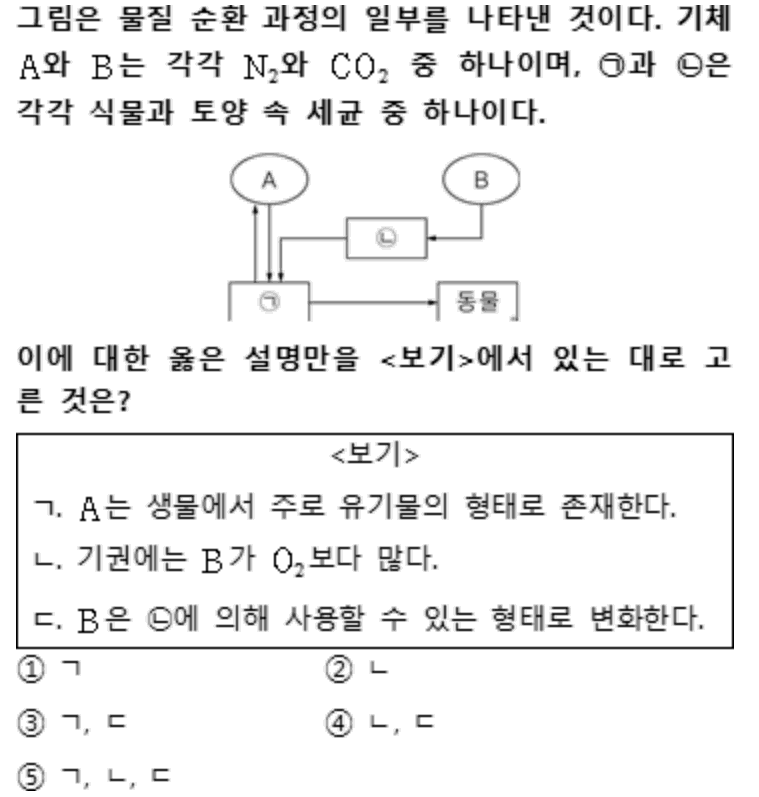 그림은 물질 순환 과정의 일부를 나타낸 것이다. 기체
A와 B는 각각 N₂와 CO₂ 중 하나이며, ㉠과 ㉡은
각각 식물과 토양 속 세균 중 하나이다.
A B
㉡
㉠ 동물
이에 대한 옳은 설명만을 <보기>에서 있는 대로 고
른 것은?
<보기>
ㄱ. A는 생물에서 주로 유기물의 형태로 존재한다.
ㄴ. 기권에는 B가 O₂보다 많다.
ㄷ. B은 ㉡에 의해 사용할 수 있는 형태로 변화한다.
① ㄱ ② ㄴ
③ ㄱ, ㄷ ④ ㄴ, ㄷ
⑤ ㄱ, ㄴ, ㄷ